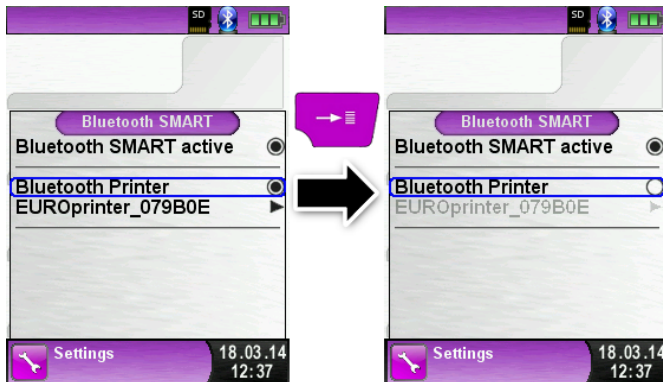 SD
Bluetooth SMART
Bluetooth SMART active
Bluetooth Printer
EUROprinter_079B0E
Settings
18.03.14
12:37
SD
Bluetooth SMART
Bluetooth SMART active
Bluetooth Printer
EUROprinter_079B0E
Settings
18.03.14
12:37